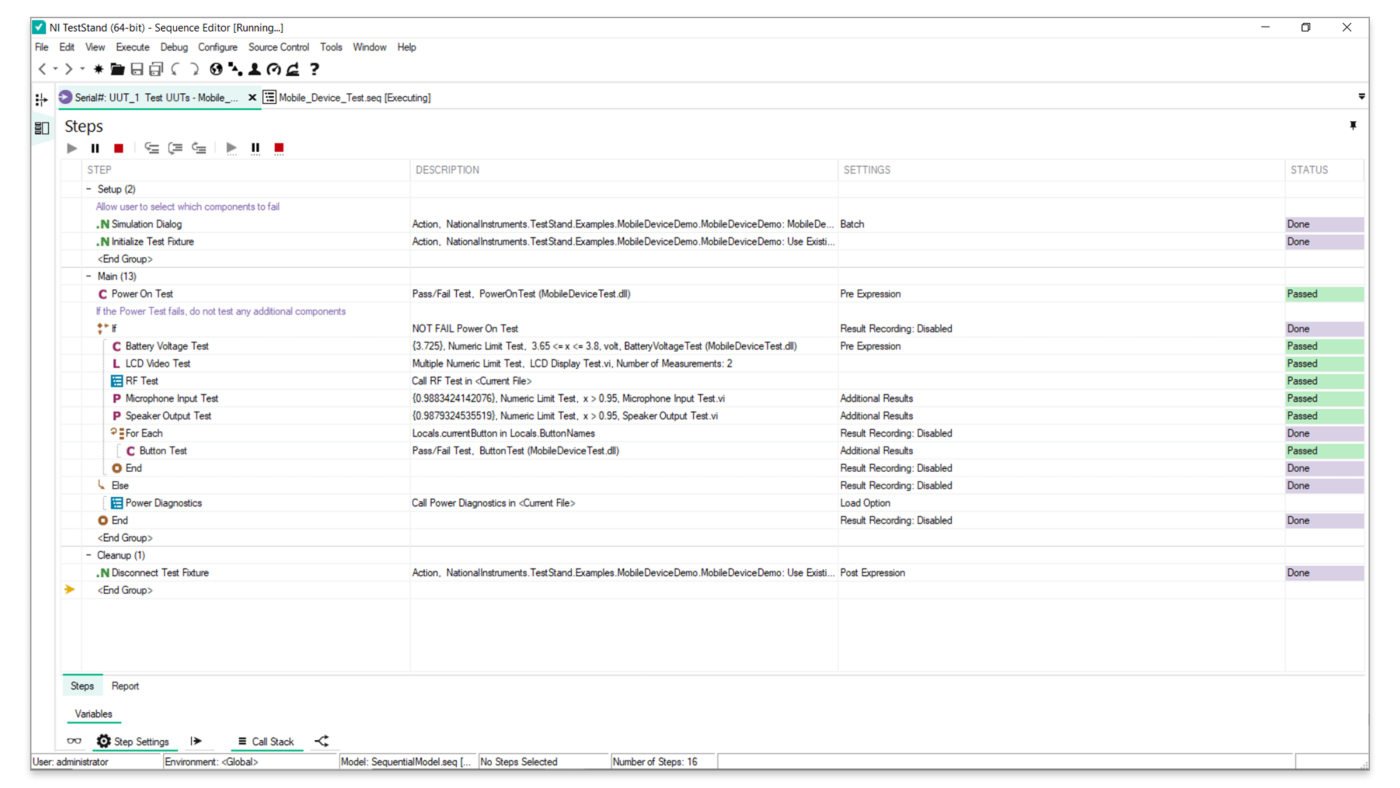 NI TestStand (64-bit) - Sequence Editor [Running...]
File Edit View Execute Debug Configure Source Control Tools Window Help
Serial#: UUT_1 Test UUTs - Mobile_... Mobile_Device_Test.seq [Executing]
Steps
STEP DESCRIPTION SETTINGS STATUS
Setup (2)
Allow user to select which components to fail
.N Simulation Dialog Action, NationalInstruments.TestStand.Examples.MobileDeviceDemo.MobileDeviceDemo: MobileDe... Batch Done
.N Initialize Test Fixture Action, NationalInstruments.TestStand.Examples.MobileDeviceDemo.MobileDeviceDemo: Use Existi... Done
<End Group>
Main (13)
C Power On Test Pass/Fail Test, PowerOnTest (MobileDeviceTest.dll) Pre Expression Passed
If the Power Test fails, do not test any additional components
If NOT FAIL Power On Test Result Recording: Disabled Done
C Battery Voltage Test {3.725}, Numeric Limit Test, 3.65 <= x <= 3.8, volt, BatteryVoltageTest (MobileDeviceTest.dll) Pre Expression Passed
L LCD Video Test Multiple Numeric Limit Test, LCD Display Test.vi, Number of Measurements: 2 Passed
RF Test Call RF Test in <Current File> Passed
P Microphone Input Test {0.9883424142076}, Numeric Limit Test, x > 0.95, Microphone Input Test.vi Additional Results Passed
P Speaker Output Test {0.9879324535519}, Numeric Limit Test, x > 0.95, Speaker Output Test.vi Additional Results Passed
For Each Locals.currentButton in Locals.ButtonNames Result Recording: Disabled Done
C Button Test Pass/Fail Test, ButtonTest (MobileDeviceTest.dll) Additional Results Passed
End Result Recording: Disabled Done
Else Result Recording: Disabled Done
Power Diagnostics Call Power Diagnostics in <Current File> Load Option
End Result Recording: Disabled Done
<End Group>
Cleanup (1)
.N Disconnect Test Fixture Action, NationalInstruments.TestStand.Examples.MobileDeviceDemo.MobileDeviceDemo: Use Existi... Post Expression Done
<End Group>
Steps Report
Variables
Step Settings Call Stack
User: administrator Environment: <Global> Model: SequentialModel.seq [... No Steps Selected Number of Steps: 16